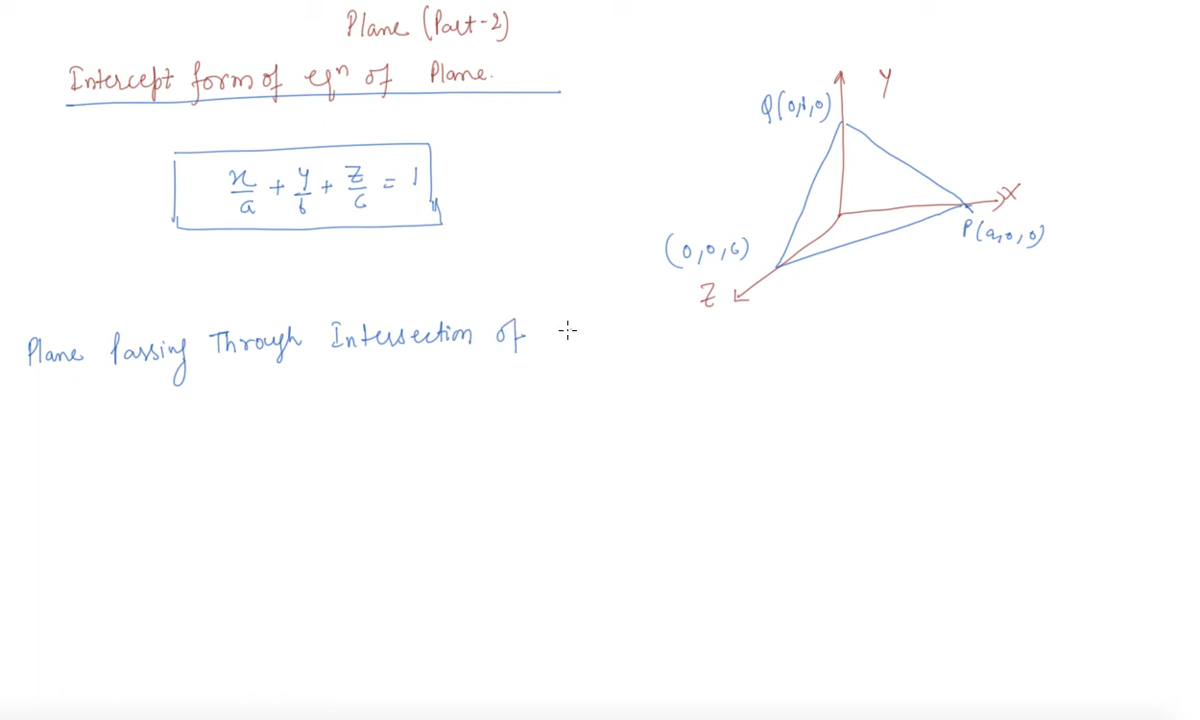 Plane (Part-2)
Intercept form of eqn of Plane.
x/a + y/b + z/c = 1
Y
Q(0,b,0)
X
P(a,0,0)
(0,0,c)
Z
Plane Passing Through Intersection of